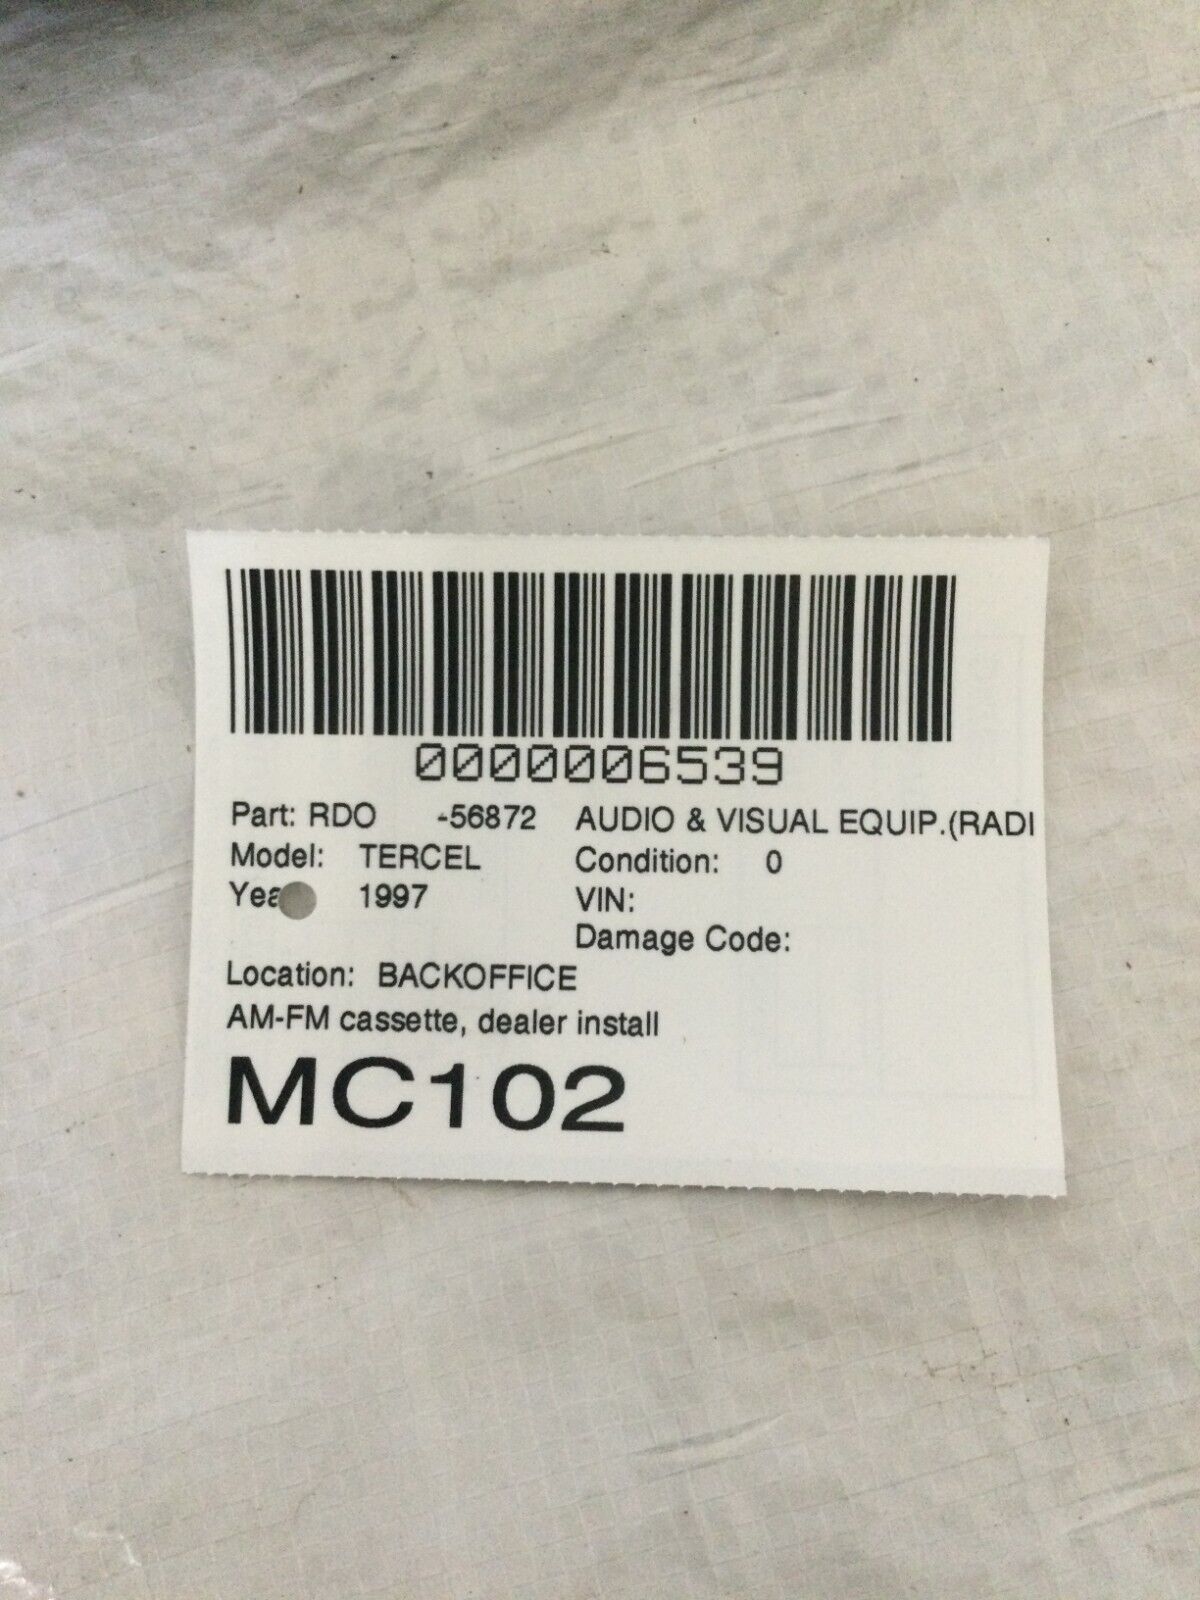 0000006539
Part: RDO -56872 AUDIO & VISUAL EQUIP.(RADI
Model: TERCEL Condition: 0
Yea 1997 VIN:
Damage Code:
Location: BACKOFFICE
AM-FM cassette, dealer install
MC102